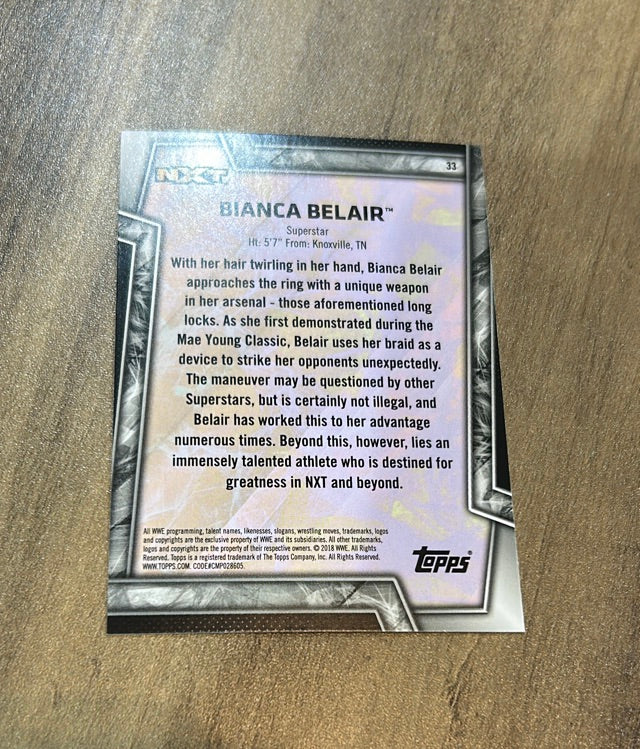 33
NXT
BIANCA BELAIR™
Superstar
Ht: 5'7" From: Knoxville, TN
With her hair twirling in her hand, Bianca Belair
approaches the ring with a unique weapon
in her arsenal - those aforementioned long
locks. As she first demonstrated during the
Mae Young Classic, Belair uses her braid as a
device to strike her opponents unexpectedly.
The maneuver may be questioned by other
Superstars, but is certainly not illegal, and
Belair has worked this to her advantage
numerous times. Beyond this, however, lies an
immensely talented athlete who is destined for
greatness in NXT and beyond.
All WWE programming, talent names, likenesses, slogans, wrestling moves, trademarks, logos
and copyrights are the exclusive property of WWE and its subsidiaries. All other trademarks,
logos and copyrights are the property of their respective owners. © 2018 WWE. All Rights
Reserved. Topps is a registered trademark of The Topps Company, Inc. All Rights Reserved.
WWW.TOPPS.COM. CODE#CMP028605.
topps®